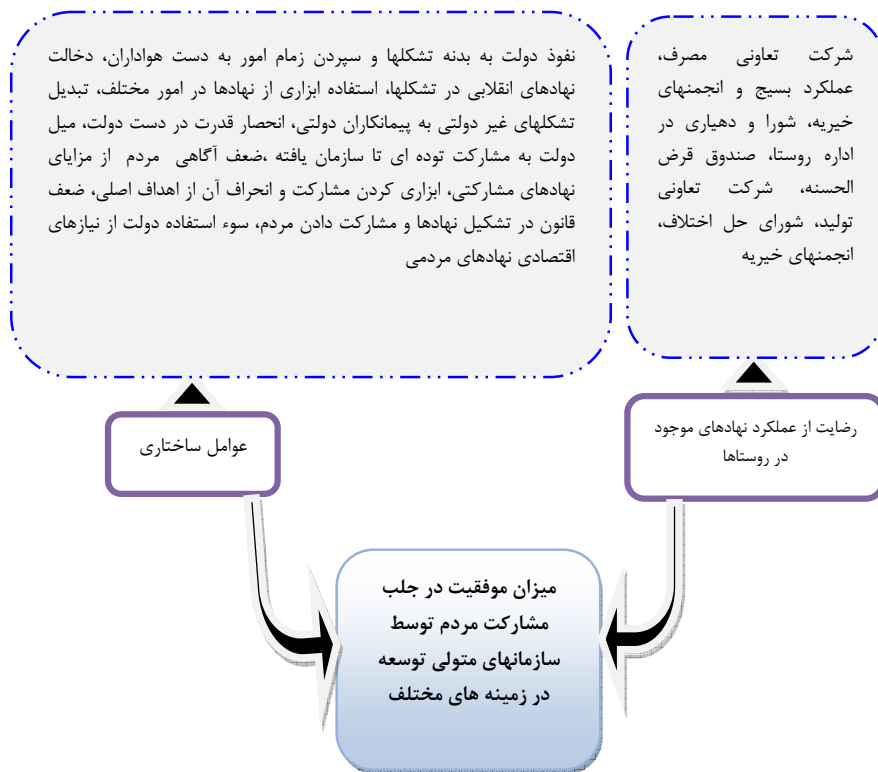 شرکت تعاونی مصرف،
عملکرد بسیج و انجمنهای
خیریه، شورا و دهیاری در
اداره روستا، صندوق قرض
الحسنه، شرکت تعاونی
تولید، شورای حل اختلاف،
انجمنهای خیریه
نفوذ دولت به بدنه تشکلها و سپردن زمام امور به دست هواداران، دخالت
نهادهای انقلابی در تشکلها، استفاده ابزاری از نهادها در امور مختلف، تبدیل
تشکلهای غیر دولتی به پیمانکاران دولتی، انحصار قدرت در دست دولت، میل
دولت به مشارکت توده ای تا سازمان یافته ،ضعف آگاهی مردم از مزایای
نهادهای مشارکتی، ابزاری کردن مشارکت و انحراف آن از اهداف اصلی، ضعف
قانون در تشکیل نهادها و مشارکت دادن مردم، سوء استفاده دولت از نیازهای
اقتصادی نهادهای مردمی
رضایت از عملکرد نهادهای موجود
در روستاها
عوامل ساختاری
میزان موفقیت در جلب
مشارکت مردم توسط
سازمانهای متولی توسعه
در زمینه های مختلف